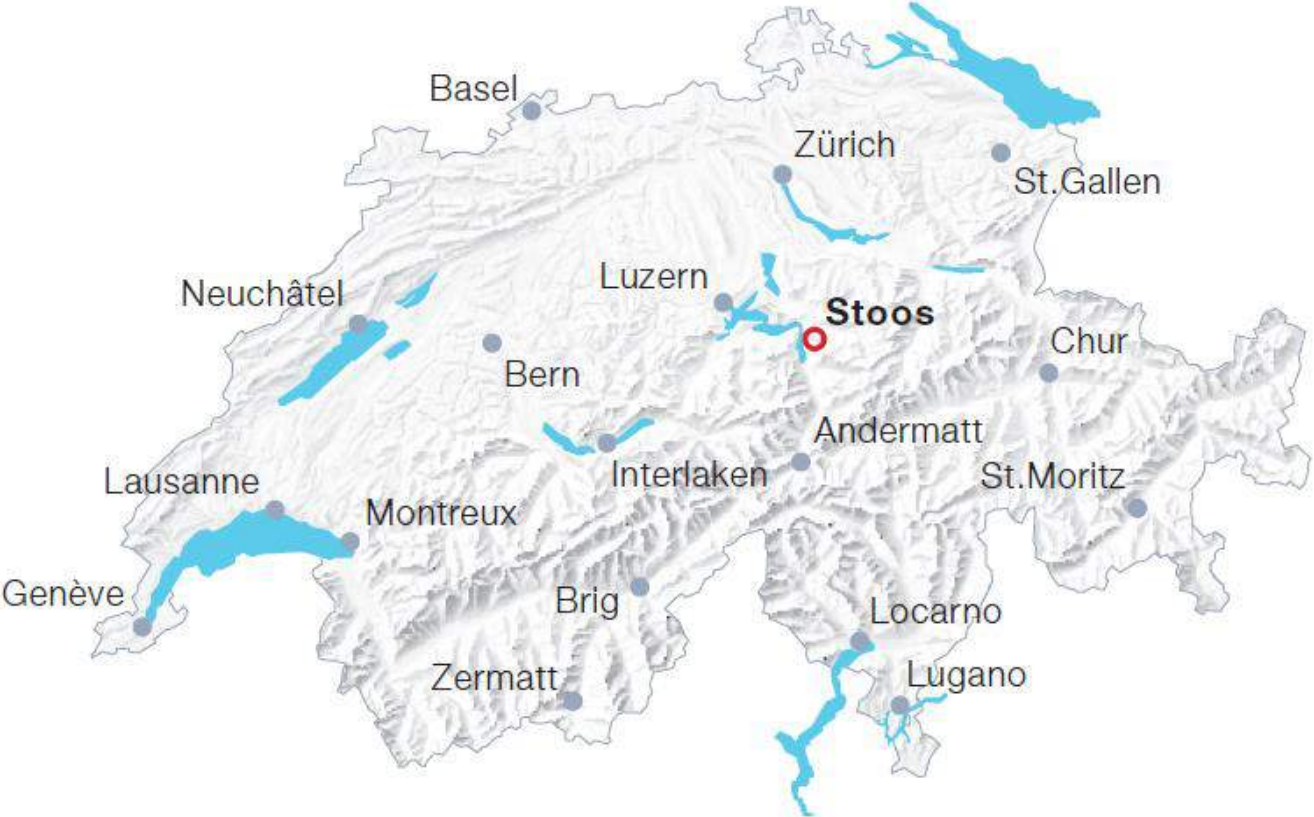 Basel
Zürich
St.Gallen
Luzern
Neuchâtel
Stoos
Chur
Bern
Andermatt
Interlaken
St.Moritz
Lausanne
Montreux
Genève
Brig
Locarno
Zermatt
Lugano